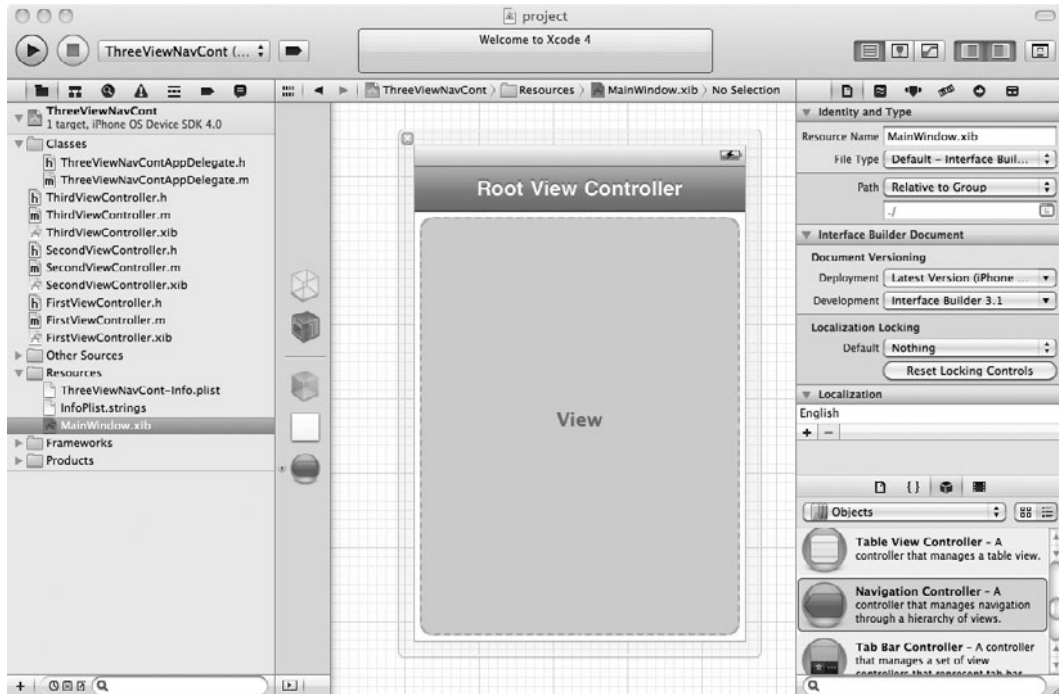 project
ThreeViewNavCont (...
Welcome to Xcode 4
ThreeViewNavCont
Resources
MainWindow.xib
No Selection
ThreeViewNavCont
1 target, iPhone OS Device SDK 4.0
Classes
h ThreeViewNavContAppDelegate.h
m ThreeViewNavContAppDelegate.m
h ThirdViewController.h
m ThirdViewController.m
ThirdViewController.xib
h SecondViewController.h
m SecondViewController.m
SecondViewController.xib
h FirstViewController.h
m FirstViewController.m
FirstViewController.xib
Other Sources
Resources
ThreeViewNavCont-Info.plist
InfoPlist.strings
MainWindow.xib
Frameworks
Products
Root View Controller
View
Identity and Type
Resource Name MainWindow.xib
File Type Default - Interface Buil...
Path Relative to Group
./
Interface Builder Document
Document Versioning
Deployment Latest Version (iPhone ...
Development Interface Builder 3.1
Localization Locking
Default Nothing
Reset Locking Controls
Localization
English
+ −
{}
Objects
Table View Controller - A
controller that manages a table view.
Navigation Controller - A
controller that manages navigation
through a hierarchy of views.
Tab Bar Controller - A controller
that manages a set of view
controllers that represent tab bar
+